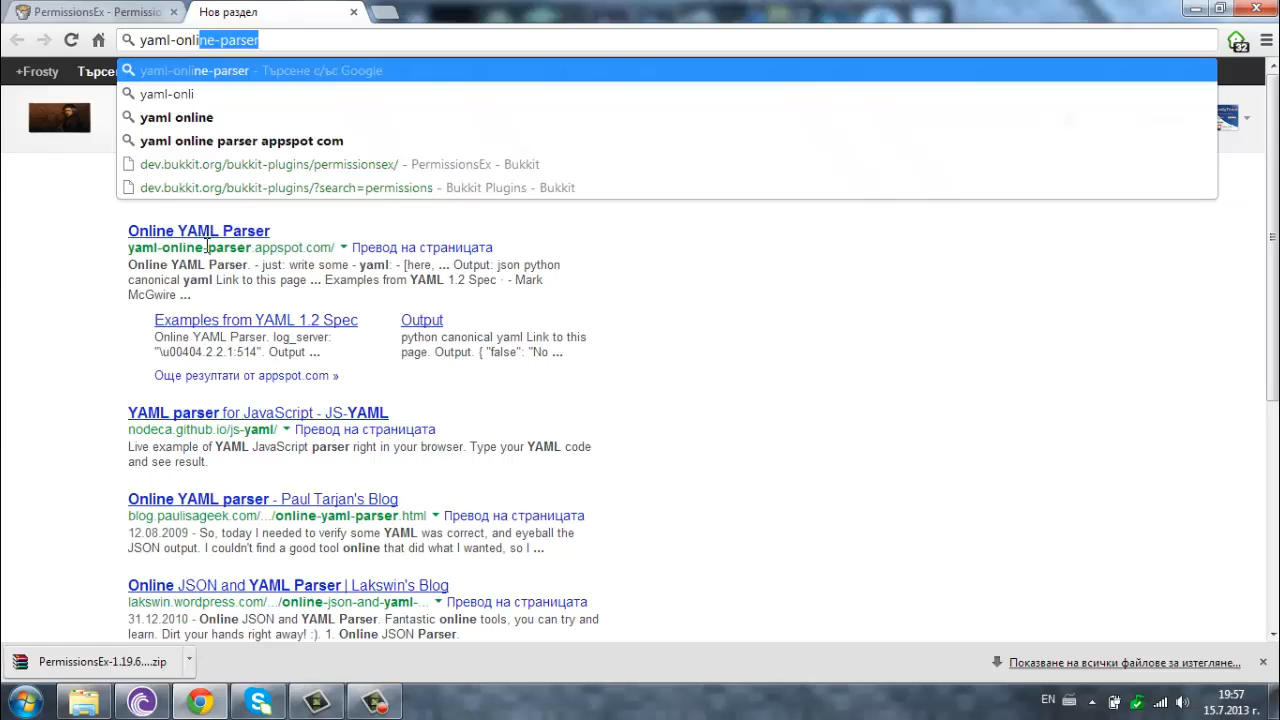 PermissionsEx - Permissio
Нов раздел
yaml-online-parser
32
+Frosty Търсе
yaml-online-parser - Търсене с/ъс Google
yaml-onli
yaml online
yaml online parser appspot com
dev.bukkit.org/bukkit-plugins/permissionsex/ - PermissionsEx - Bukkit
dev.bukkit.org/bukkit-plugins/?search=permissions - Bukkit Plugins - Bukkit
Online YAML Parser
yaml-online-parser.appspot.com/ Превод на страницата
Online YAML Parser. - just: write some - yaml: - [here, ... Output: json python
canonical yaml Link to this page ... Examples from YAML 1.2 Spec · - Mark
McGwire ...
Examples from YAML 1.2 Spec
Online YAML Parser. log_server:
"\u00404.2.2.1:514". Output ...
Output
python canonical yaml Link to this
page. Output. { "false": "No ...
Още резултати от appspot.com »
YAML parser for JavaScript - JS-YAML
nodeca.github.io/js-yaml/ Превод на страницата
Live example of YAML JavaScript parser right in your browser. Type your YAML code
and see result.
Online YAML parser - Paul Tarjan's Blog
blog.paulisageek.com/.../online-yaml-parser.html Превод на страницата
12.08.2009 - So, today I needed to verify some YAML was correct, and eyeball the
JSON output. I couldn't find a good tool online that did what I wanted, so I ...
Online JSON and YAML Parser | Lakswin's Blog
lakswin.wordpress.com/.../online-json-and-yaml-... Превод на страницата
31.12.2010 - Online JSON and YAML Parser. Fantastic online tools, you can try and
learn. Dirt your hands right away! :). 1. Online JSON Parser.
PermissionsEx-1.19.6....zip
Показване на всички файлове за изтегляне...
EN
19:57
15.7.2013 г.